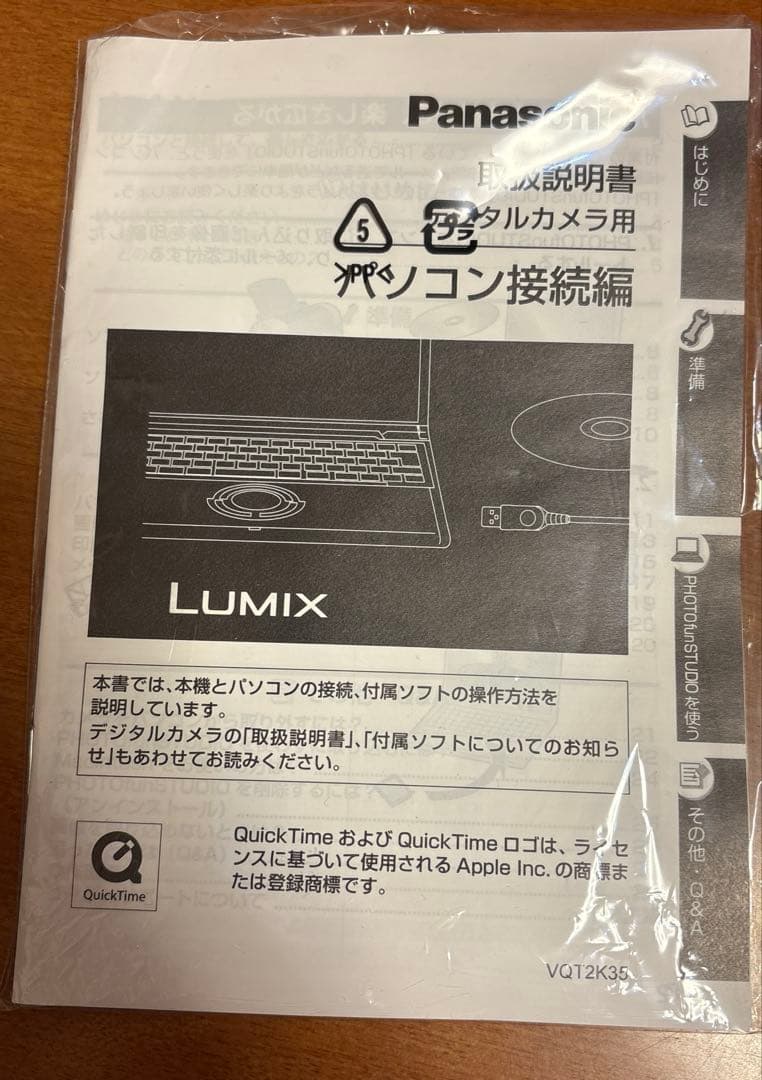 Panasonic
取扱説明書
デジタルカメラ用
5
プラ
>PP<
パソコン接続編
はじめに
準備
PHOTOfunSTUDIOを使う
その他・Q&A
LUMIX
本書では、本機とパソコンの接続、付属ソフトの操作方法を
説明しています。
デジタルカメラの「取扱説明書」、「付属ソフトについてのお知ら
せ」もあわせてお読みください。
QuickTime
QuickTime および QuickTime ロゴは、ライセ
ンスに基づいて使用される Apple Inc. の商標ま
たは登録商標です。
VQT2K35